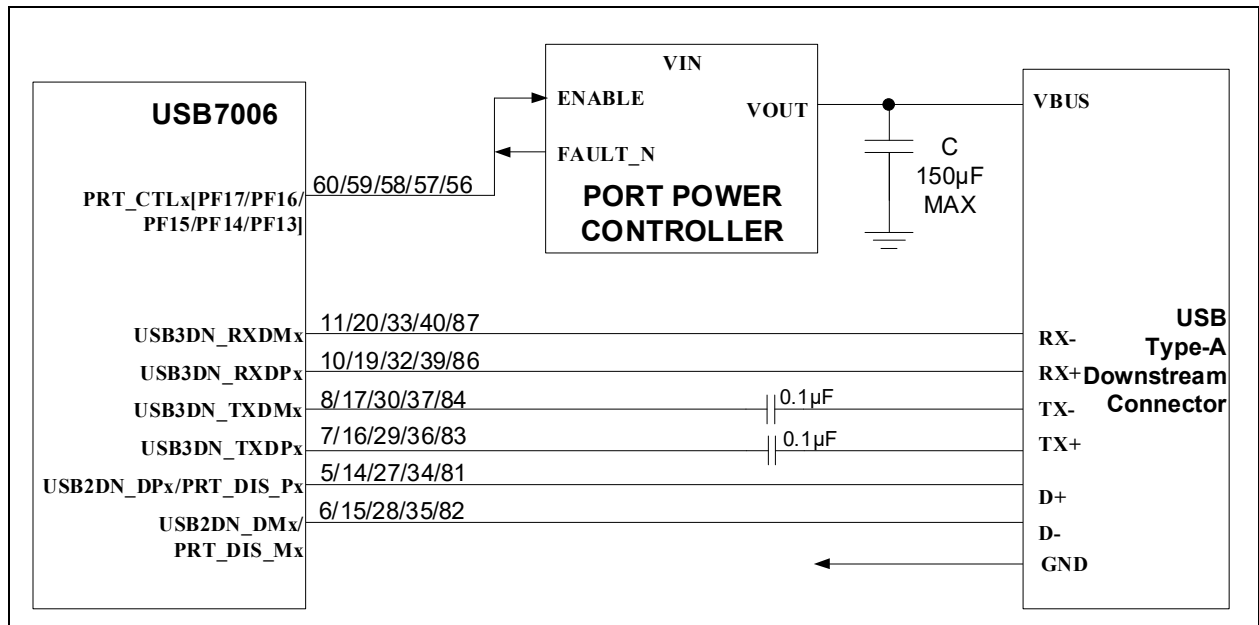 USB7006
PRT_CTLx[PF17/PF16/
PF15/PF14/PF13]
60/59/58/57/56
VIN
ENABLE
VOUT
FAULT_N
PORT POWER
CONTROLLER
C
150µF
MAX
VBUS
USB3DN_RXDMx
11/20/33/40/87
RX-
USB3DN_RXDPx
10/19/32/39/86
RX+
USB3DN_TXDMx
8/17/30/37/84
0.1µF
TX-
USB3DN_TXDPx
7/16/29/36/83
0.1µF
TX+
USB2DN_DPx/PRT_DIS_Px
5/14/27/34/81
D+
USB2DN_DMx/
PRT_DIS_Mx
6/15/28/35/82
D-
GND
USB
Type-A
Downstream
Connector